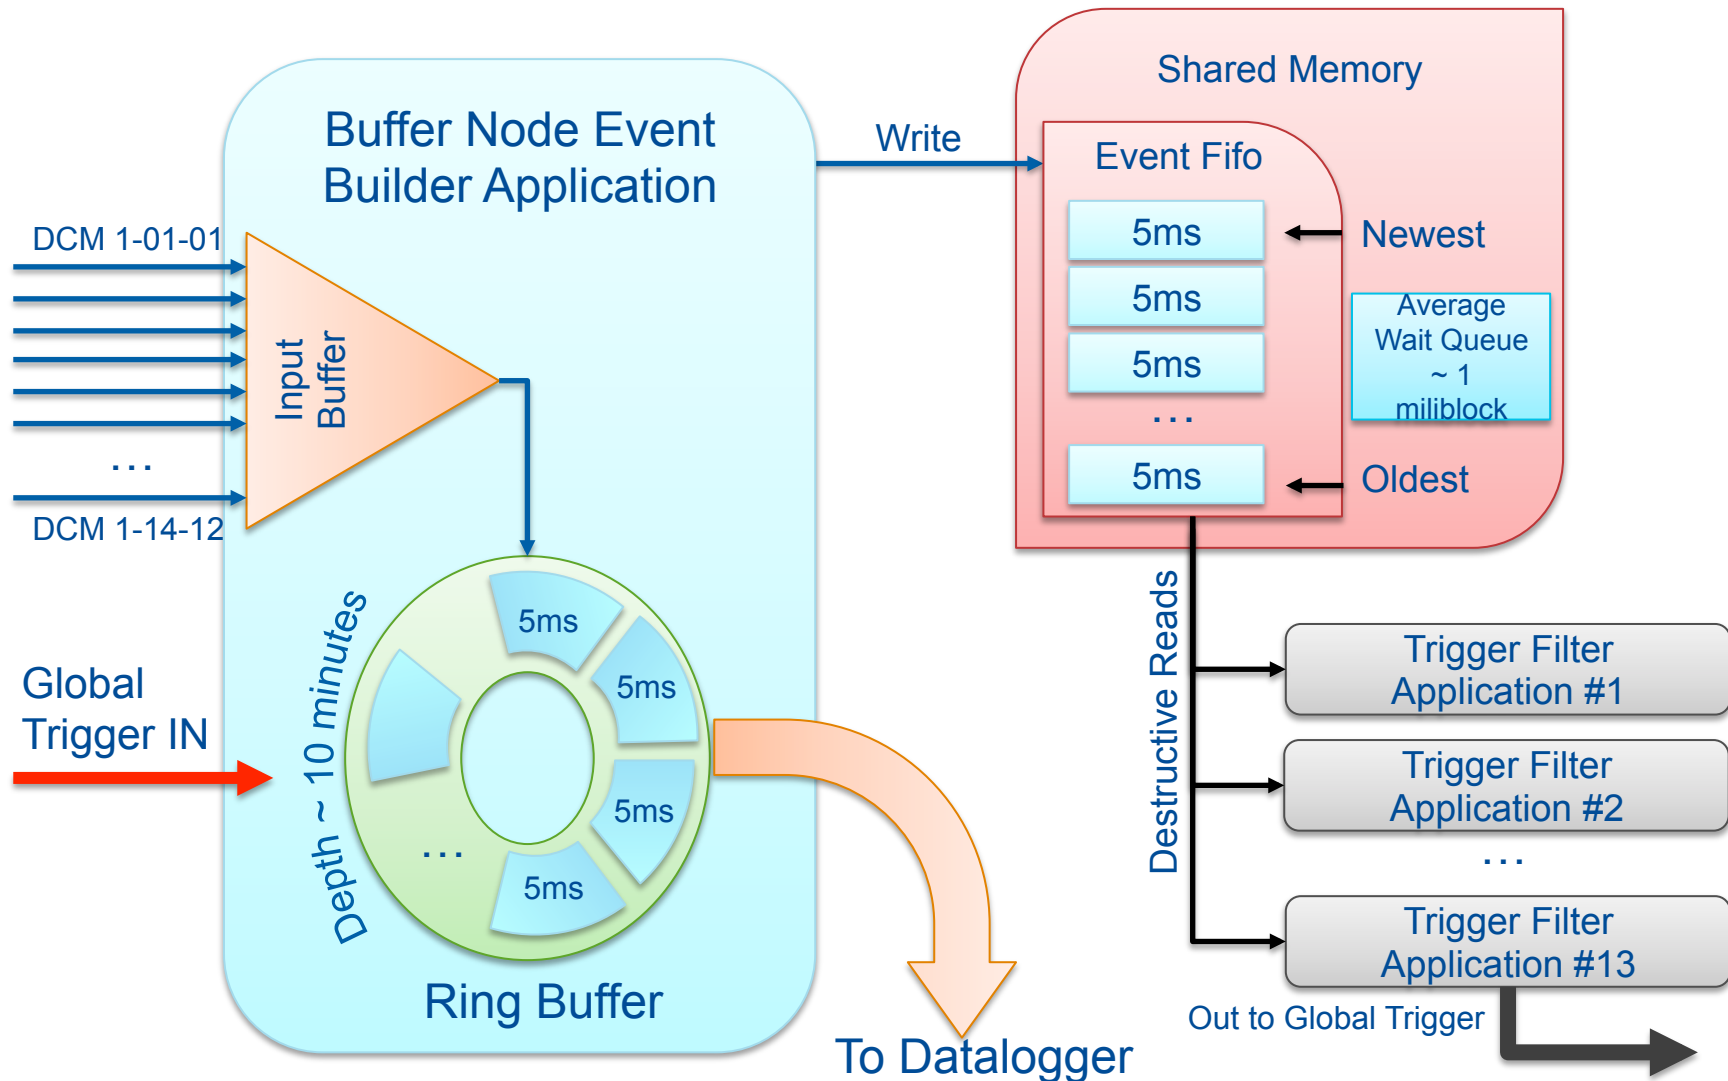 Buffer Node Event
Builder Application
DCM 1-01-01
Input
Buffer
...
DCM 1-14-12
Global
Trigger IN
Depth ~ 10 minutes
5ms
5ms
5ms
5ms
...
Ring Buffer
To Datalogger
Write
Shared Memory
Event Fifo
5ms
5ms
5ms
...
5ms
Newest
Average
Wait Queue
~ 1
miliblock
Oldest
Destructive Reads
Trigger Filter
Application #1
Trigger Filter
Application #2
...
Trigger Filter
Application #13
Out to Global Trigger